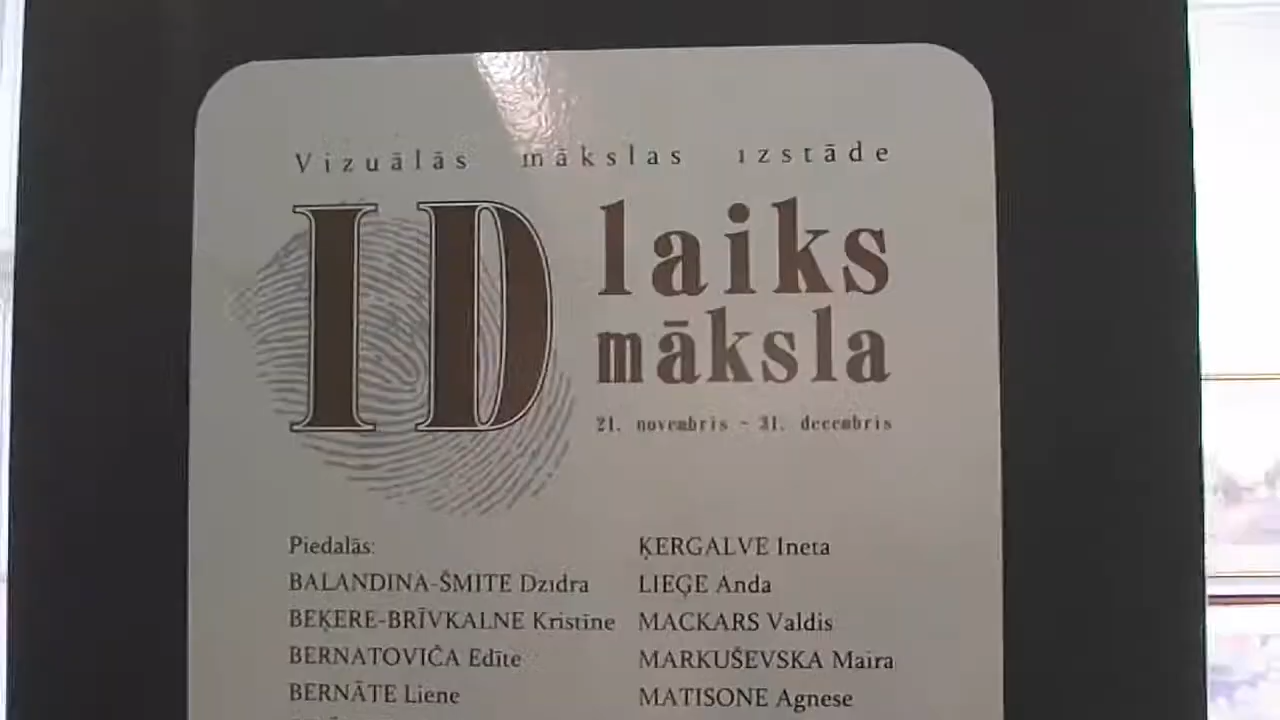 Vizuālās mākslas izstāde
ID laiks
māksla
21. novembris - 31. decembris
Piedalās:
BALANDINA-ŠMITE Dzidra
BEĶERE-BRĪVKALNE Kristīne
BERNATOVIČA Edīte
BERNĀTE Liene
ĶERGALVE Ineta
LIEĢE Anda
MACKARS Valdis
MARKUŠEVSKA Maira
MATISONE Agnese